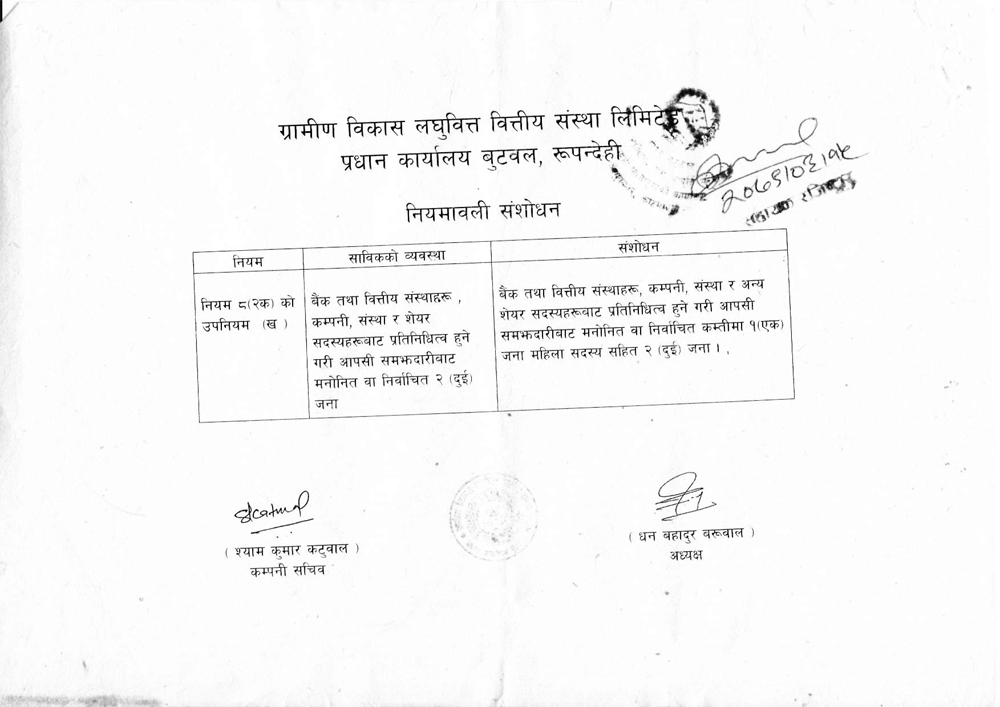 ग्रामीण विकास लघुवित्त वित्तीय संस्था लिमिटेड
प्रधान कार्यालय बुटवल, रूपन्देही
नियमावली संशोधन
नियम
साविकको व्यवस्था
संशोधन
नियम ८(२क) को
उपनियम (ख )
बैंक तथा वित्तीय संस्थाहरू ,
कम्पनी, संस्था र शेयर
सदस्यहरूबाट प्रतिनिधित्व हुने
गरी आपसी समझदारीबाट
मनोनित वा निर्वाचित २ (दुई)
जना
बैंक तथा वित्तीय संस्थाहरू, कम्पनी, संस्था र अन्य
शेयर सदस्यहरूबाट प्रतिनिधित्व हुने गरी आपसी
समझदारीबाट मनोनित वा निर्वाचित कम्तीमा १(एक)
जना महिला सदस्य सहित २ (दुई) जना । ,
( श्याम कुमार कटुवाल )
कम्पनी सचिव
( धन बहादुर बरूवाल )
अध्यक्ष